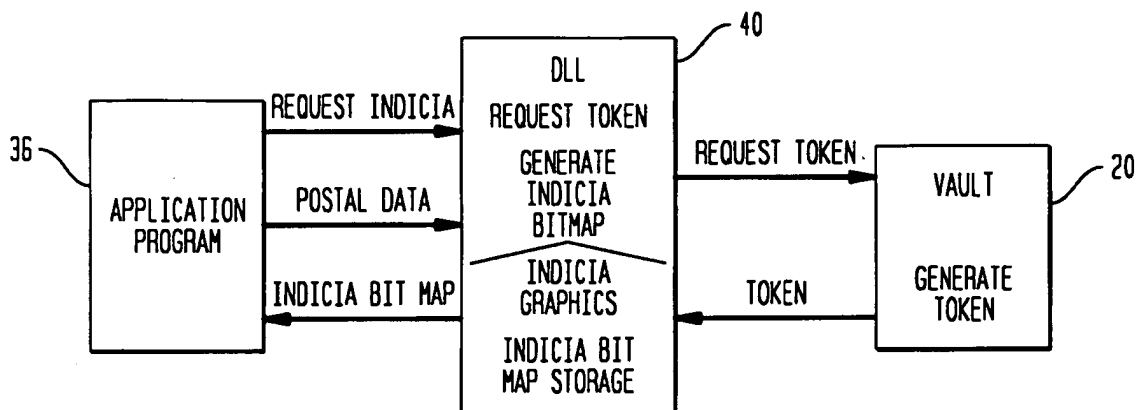 40
DLL
REQUEST INDICIA
REQUEST TOKEN
36
GENERATE
INDICIA
BITMAP
REQUEST TOKEN
VAULT
20
APPLICATION
PROGRAM
POSTAL DATA
INDICIA BIT MAP
INDICIA
GRAPHICS
TOKEN
GENERATE
TOKEN
INDICIA BIT
MAP STORAGE